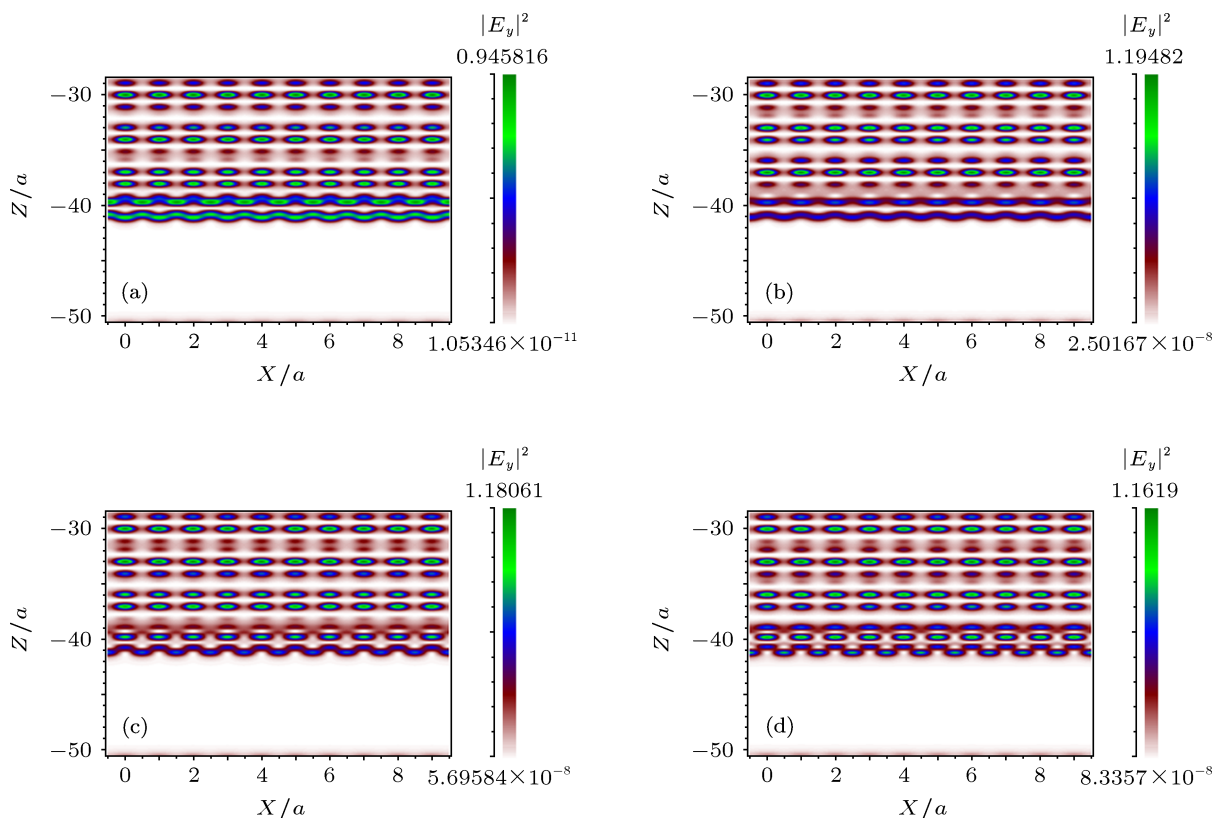 |E_y|²
0.945816
−30
−40
−50
Z/a
(a)
0 2 4 6 8
1.05346×10⁻¹¹
X/a
|E_y|²
1.19482
−30
−40
−50
Z/a
(b)
0 2 4 6 8
2.50167×10⁻⁸
X/a
|E_y|²
1.18061
−30
−40
−50
Z/a
(c)
0 2 4 6 8
5.69584×10⁻⁸
X/a
|E_y|²
1.1619
−30
−40
−50
Z/a
(d)
0 2 4 6 8
8.3357×10⁻⁸
X/a